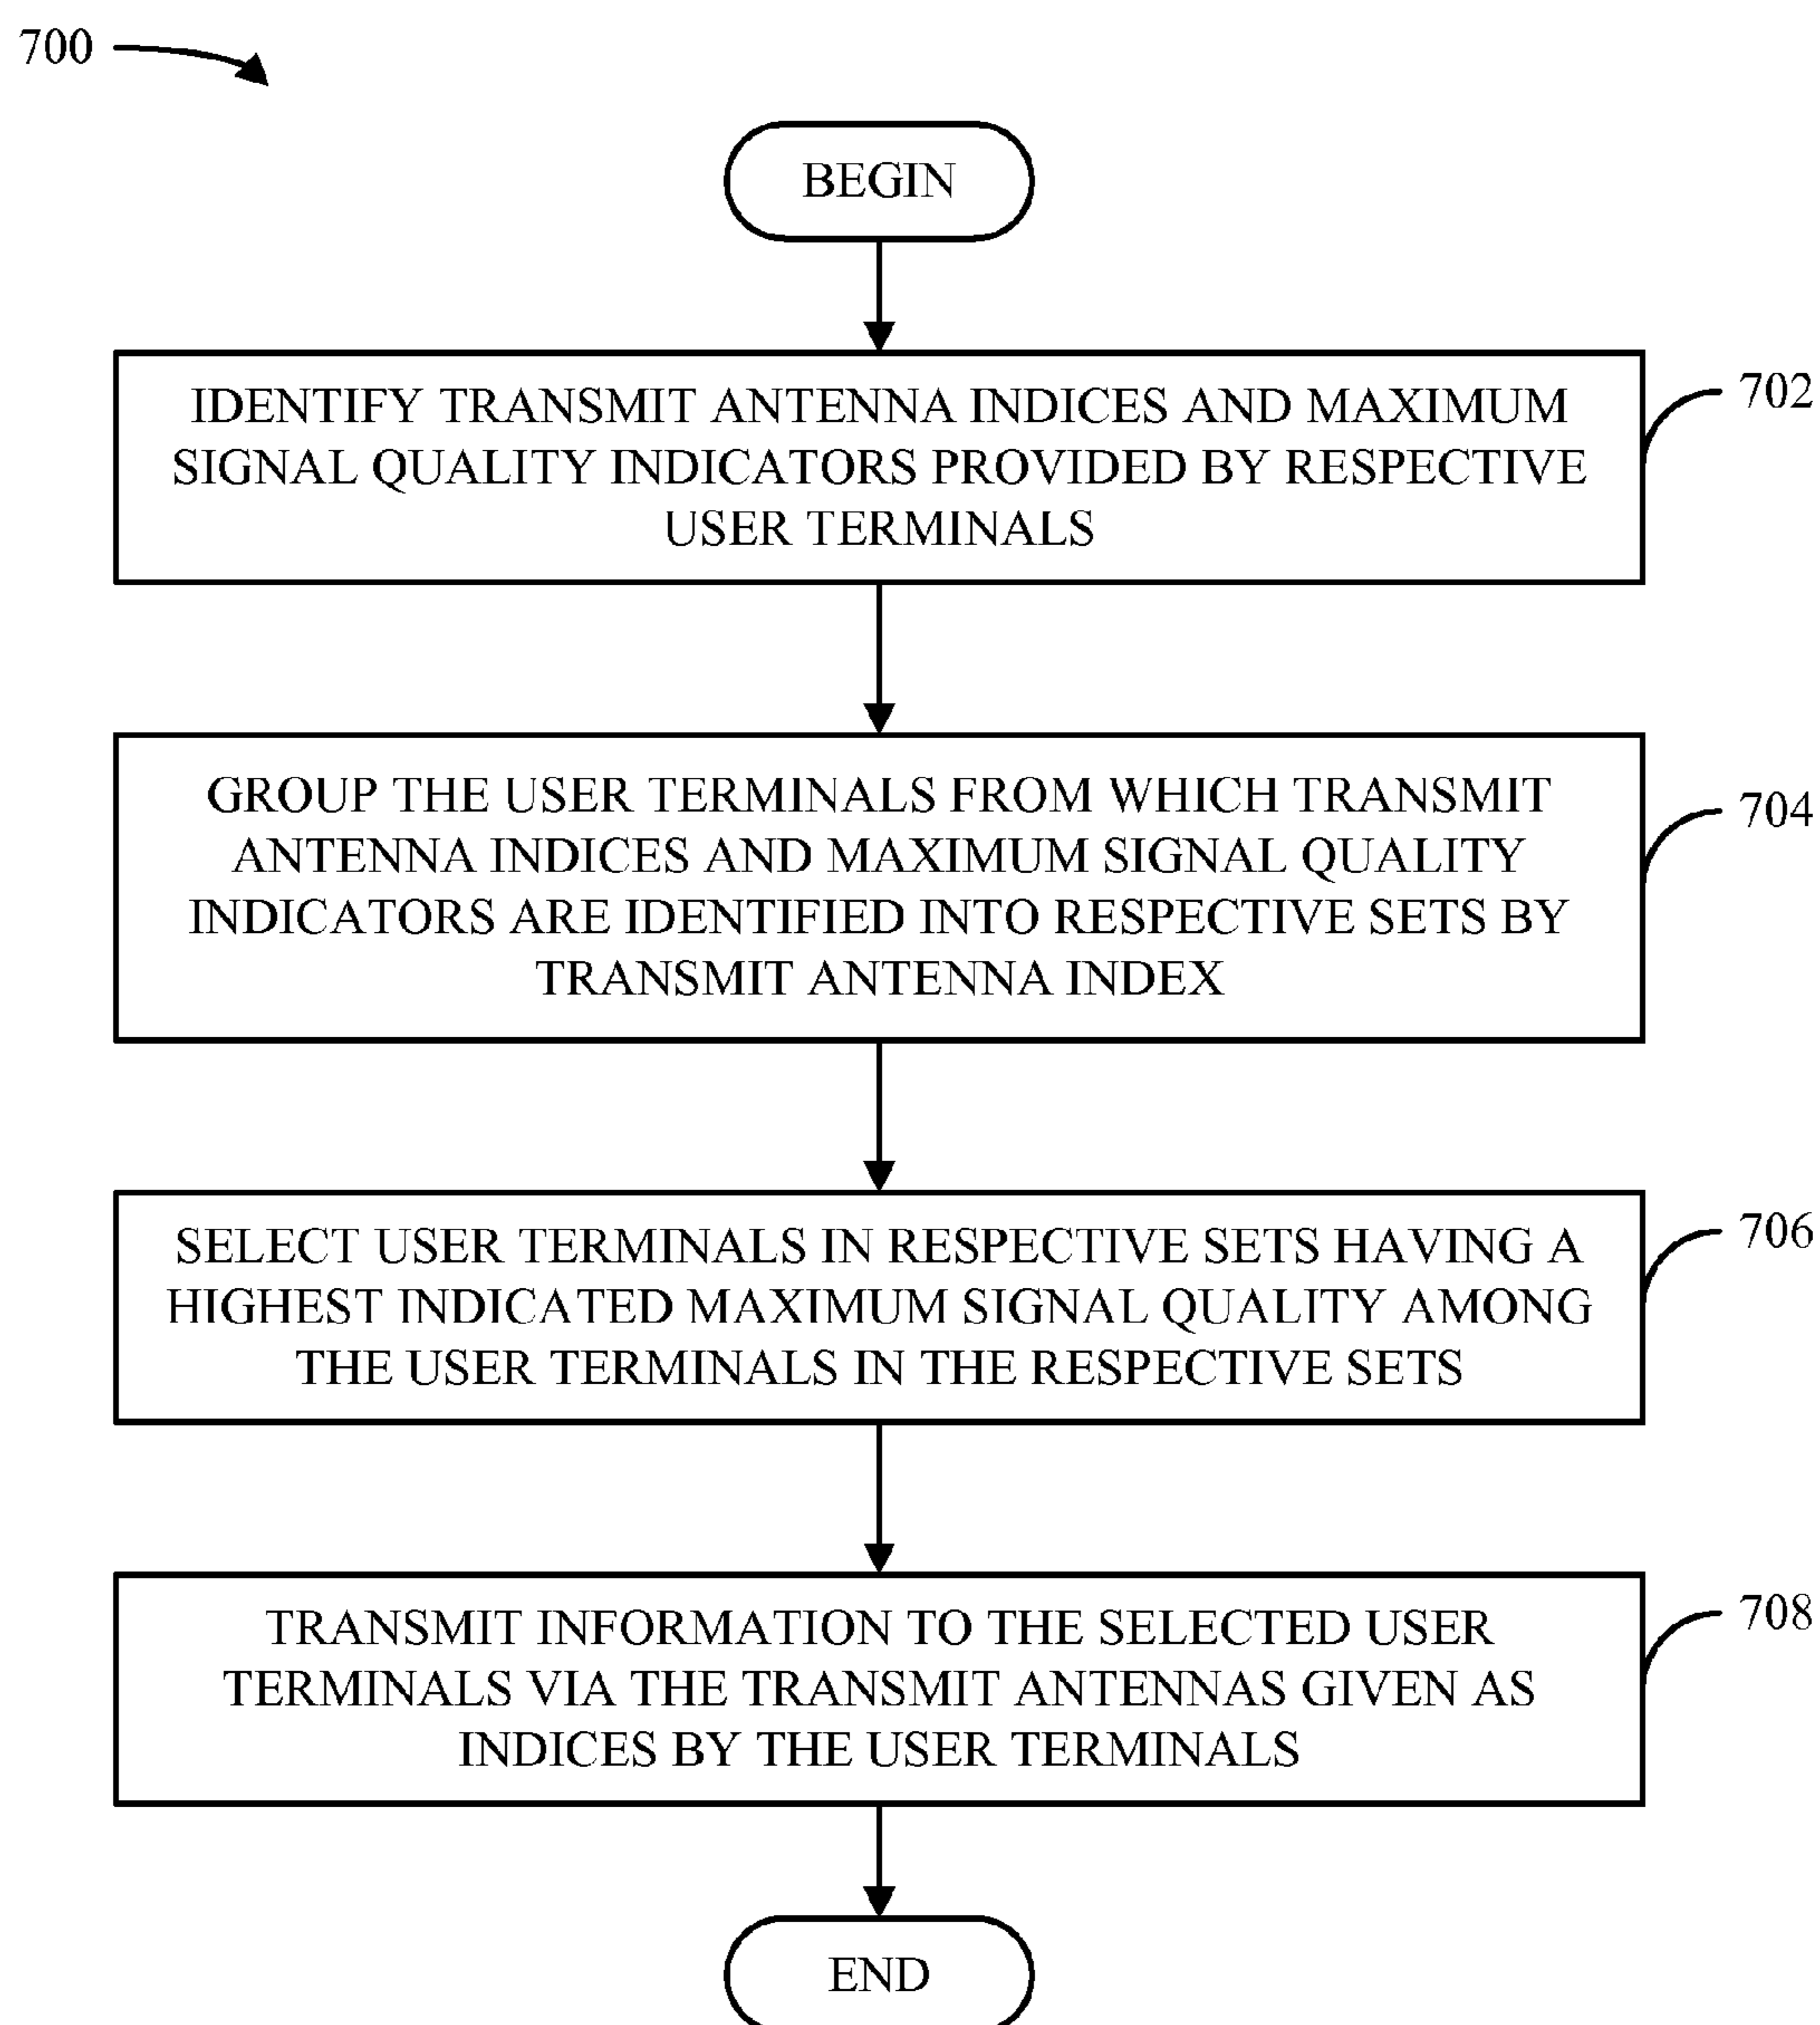 700
BEGIN
IDENTIFY TRANSMIT ANTENNA INDICES AND MAXIMUM
SIGNAL QUALITY INDICATORS PROVIDED BY RESPECTIVE
USER TERMINALS
702
GROUP THE USER TERMINALS FROM WHICH TRANSMIT
ANTENNA INDICES AND MAXIMUM SIGNAL QUALITY
INDICATORS ARE IDENTIFIED INTO RESPECTIVE SETS BY
TRANSMIT ANTENNA INDEX
704
SELECT USER TERMINALS IN RESPECTIVE SETS HAVING A
HIGHEST INDICATED MAXIMUM SIGNAL QUALITY AMONG
THE USER TERMINALS IN THE RESPECTIVE SETS
706
TRANSMIT INFORMATION TO THE SELECTED USER
TERMINALS VIA THE TRANSMIT ANTENNAS GIVEN AS
INDICES BY THE USER TERMINALS
708
END